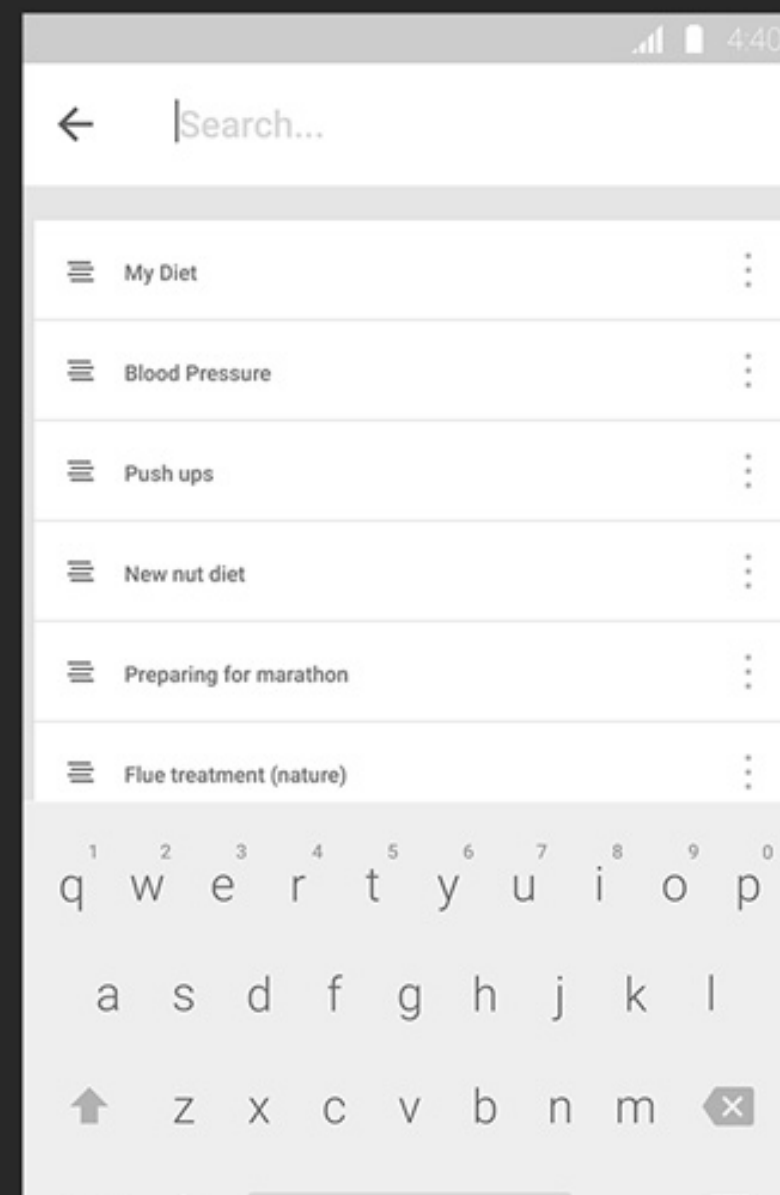 4:40
Search...
My Diet
Blood Pressure
Push ups
New nut diet
Preparing for marathon
Flue treatment (nature)
1 2 3 4 5 6 7 8 9 0
q w e r t y u i o p
a s d f g h j k l
z x c v b n m